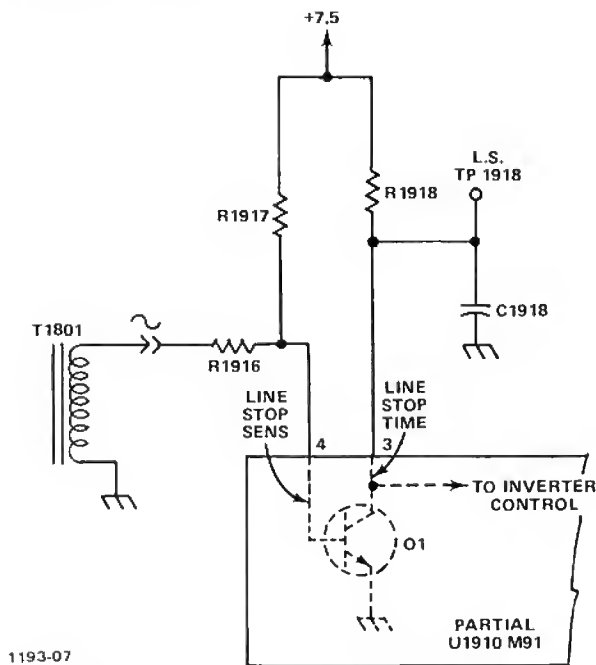 +7.5
L.S.
TP 1918
R1918
R1917
C1918
T1801
R1916
LINE
STOP
SENS
LINE
STOP
TIME
4
3
TO INVERTER
CONTROL
O1
PARTIAL
U1910 M91
1193-07